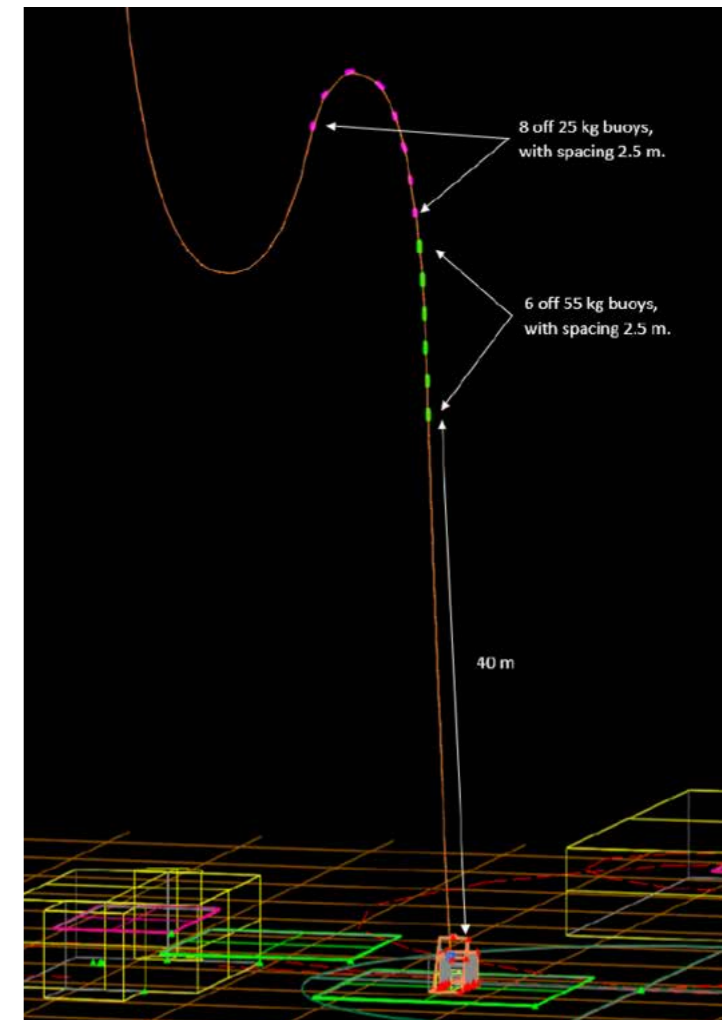 8 off 25 kg buoys,
with spacing 2.5 m.
6 off 55 kg buoys,
with spacing 2.5 m.
40 m